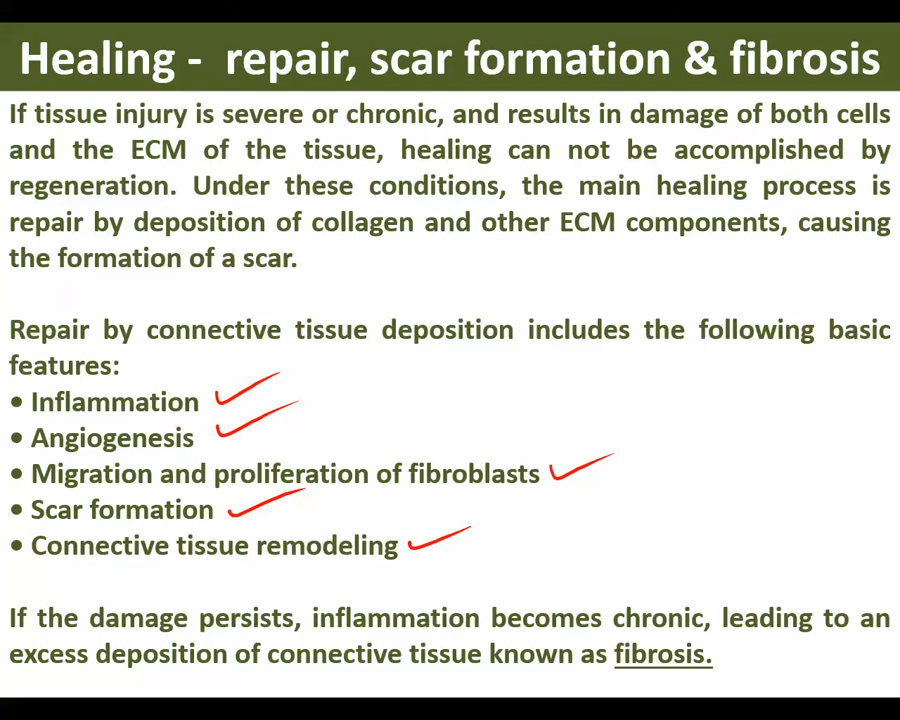 Healing - repair, scar formation & fibrosis
If tissue injury is severe or chronic, and results in damage of both cells
and the ECM of the tissue, healing can not be accomplished by
regeneration. Under these conditions, the main healing process is
repair by deposition of collagen and other ECM components, causing
the formation of a scar.
Repair by connective tissue deposition includes the following basic
features:
• Inflammation
• Angiogenesis
• Migration and proliferation of fibroblasts
• Scar formation
• Connective tissue remodeling
If the damage persists, inflammation becomes chronic, leading to an
excess deposition of connective tissue known as fibrosis.